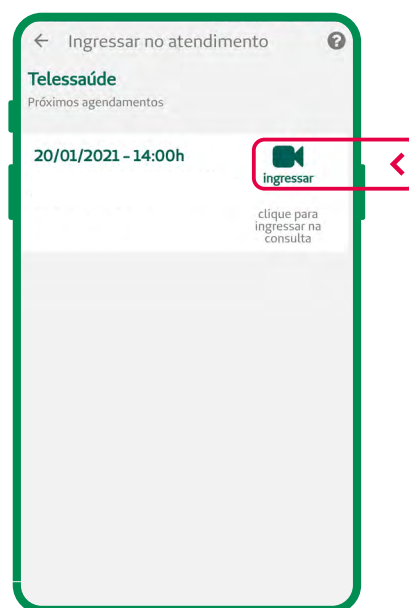 ← Ingressar no atendimento ?
Telessaúde
Próximos agendamentos
20/01/2021 - 14:00h
ingressar
clique para
ingressar na
consulta